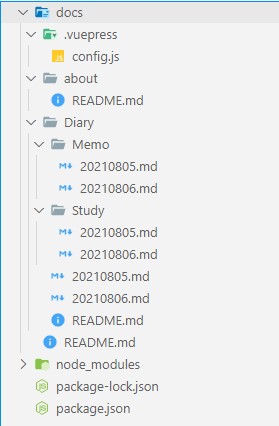 docs
.vuepress
config.js
about
README.md
Diary
Memo
20210805.md
20210806.md
Study
20210805.md
20210806.md
20210805.md
20210806.md
README.md
README.md
node_modules
package-lock.json
package.json